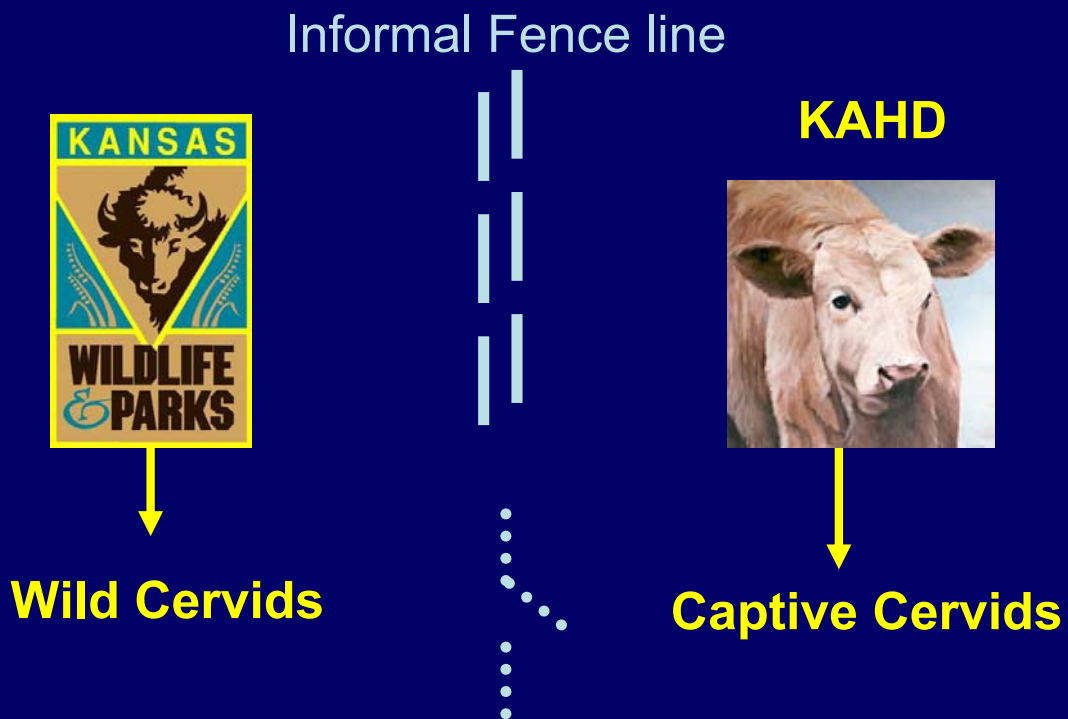 Informal Fence line
KANSAS
WILDLIFE
& PARKS
Wild Cervids
KAHD
Captive Cervids